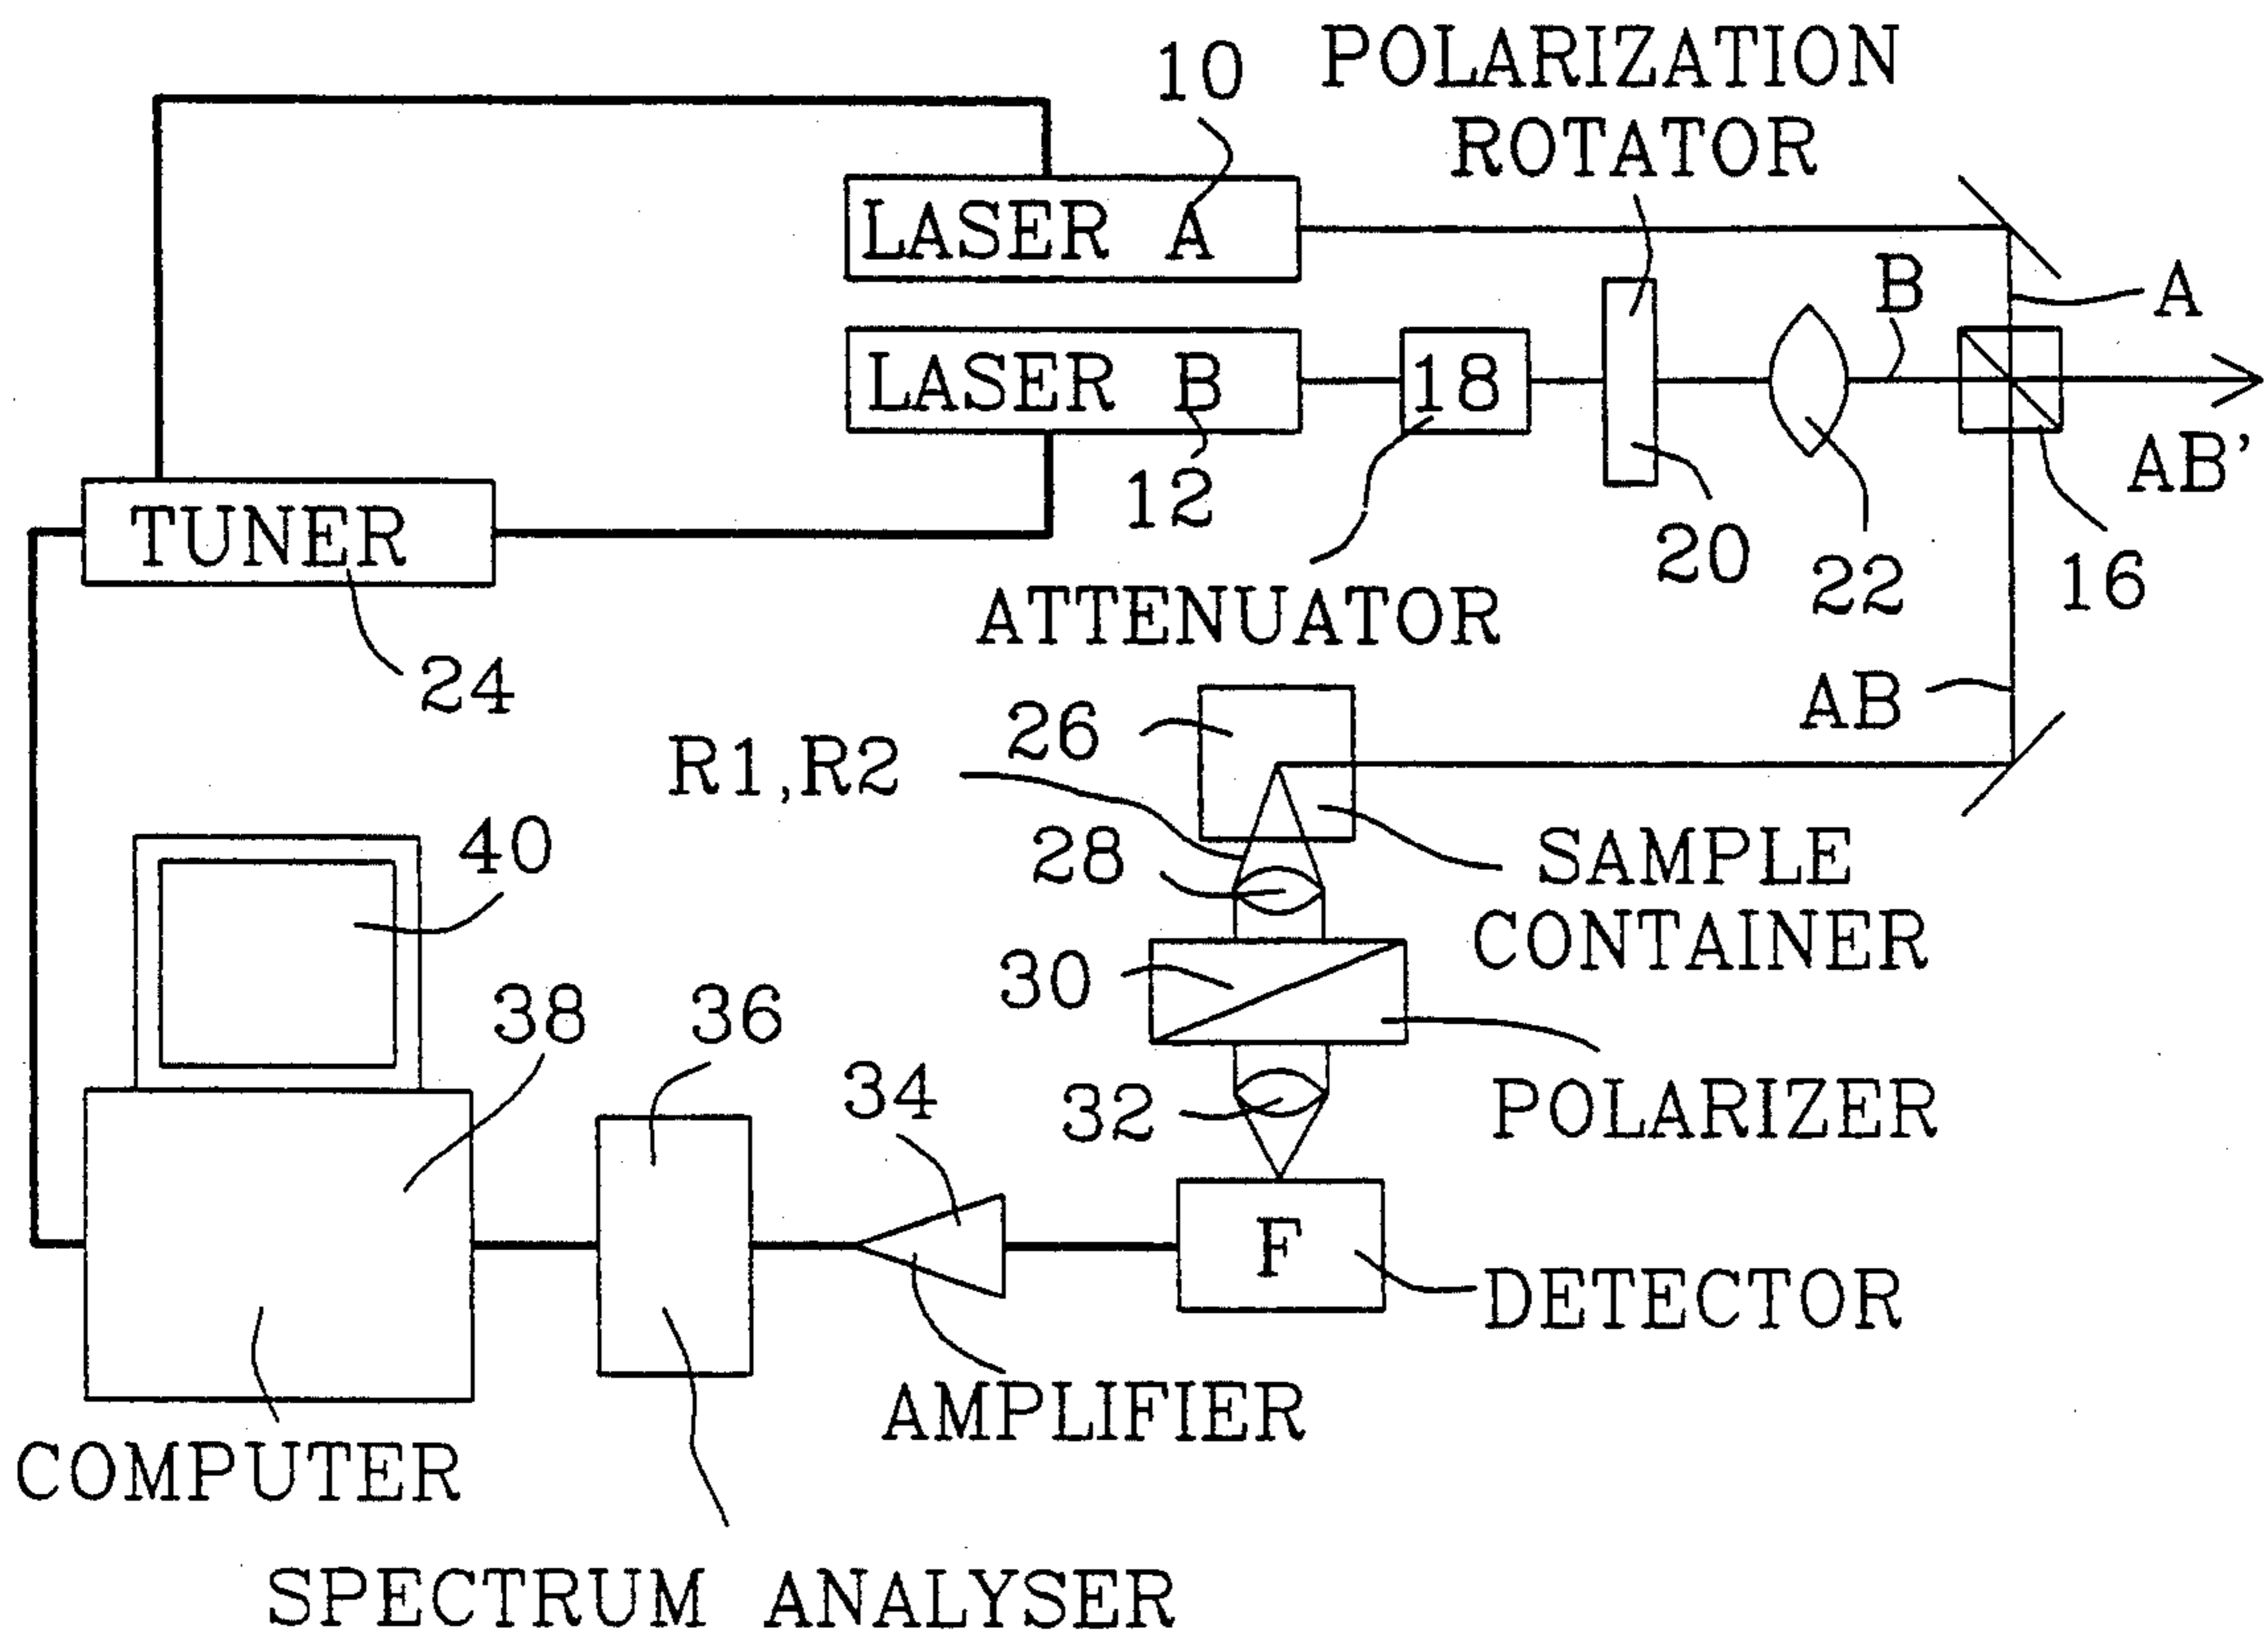 10
POLARIZATION
ROTATOR
LASER A
B
A
LASER B
18
AB'
12
TUNER
20
22
16
ATTENUATOR
24
26
AB
R1,R2
40
28
SAMPLE
CONTAINER
30
38
36
34
32
POLARIZER
F
DETECTOR
AMPLIFIER
COMPUTER
SPECTRUM ANALYSER